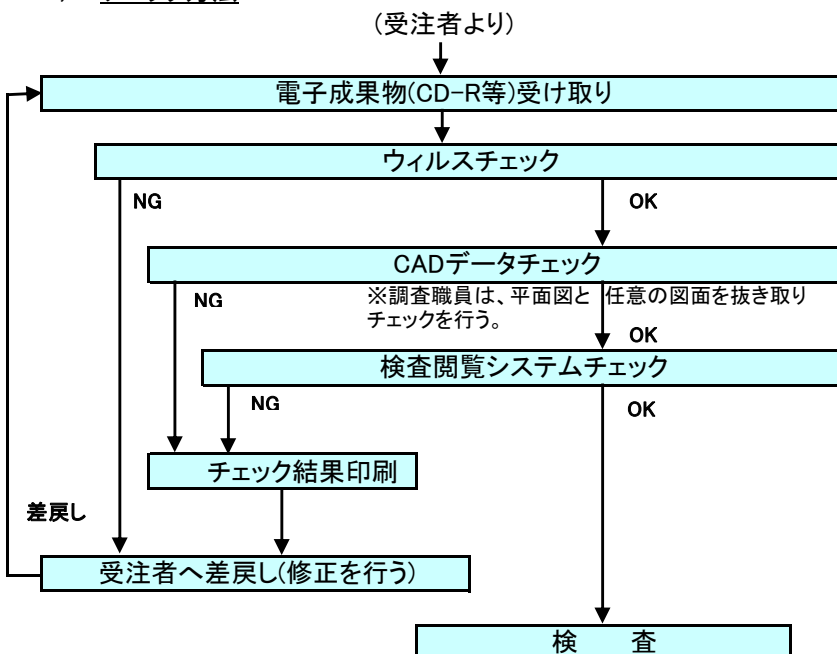 (受注者より)
電子成果物(CD-R等)受け取り
ウィルスチェック
NG
OK
CADデータチェック
NG
※調査職員は、平面図と 任意の図面を抜き取り
チェックを行う。
OK
検査閲覧システムチェック
NG
OK
チェック結果印刷
差戻し
受注者へ差戻し(修正を行う)
検　査